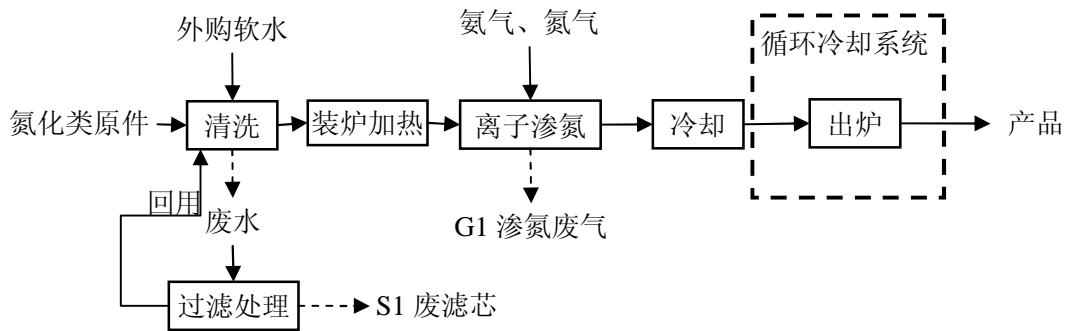 外购软水
氨气、氮气
循环冷却系统
氮化类原件
清洗
装炉加热
离子渗氮
冷却
出炉
产品
回用
废水
G1 渗氮废气
过滤处理
S1 废滤芯